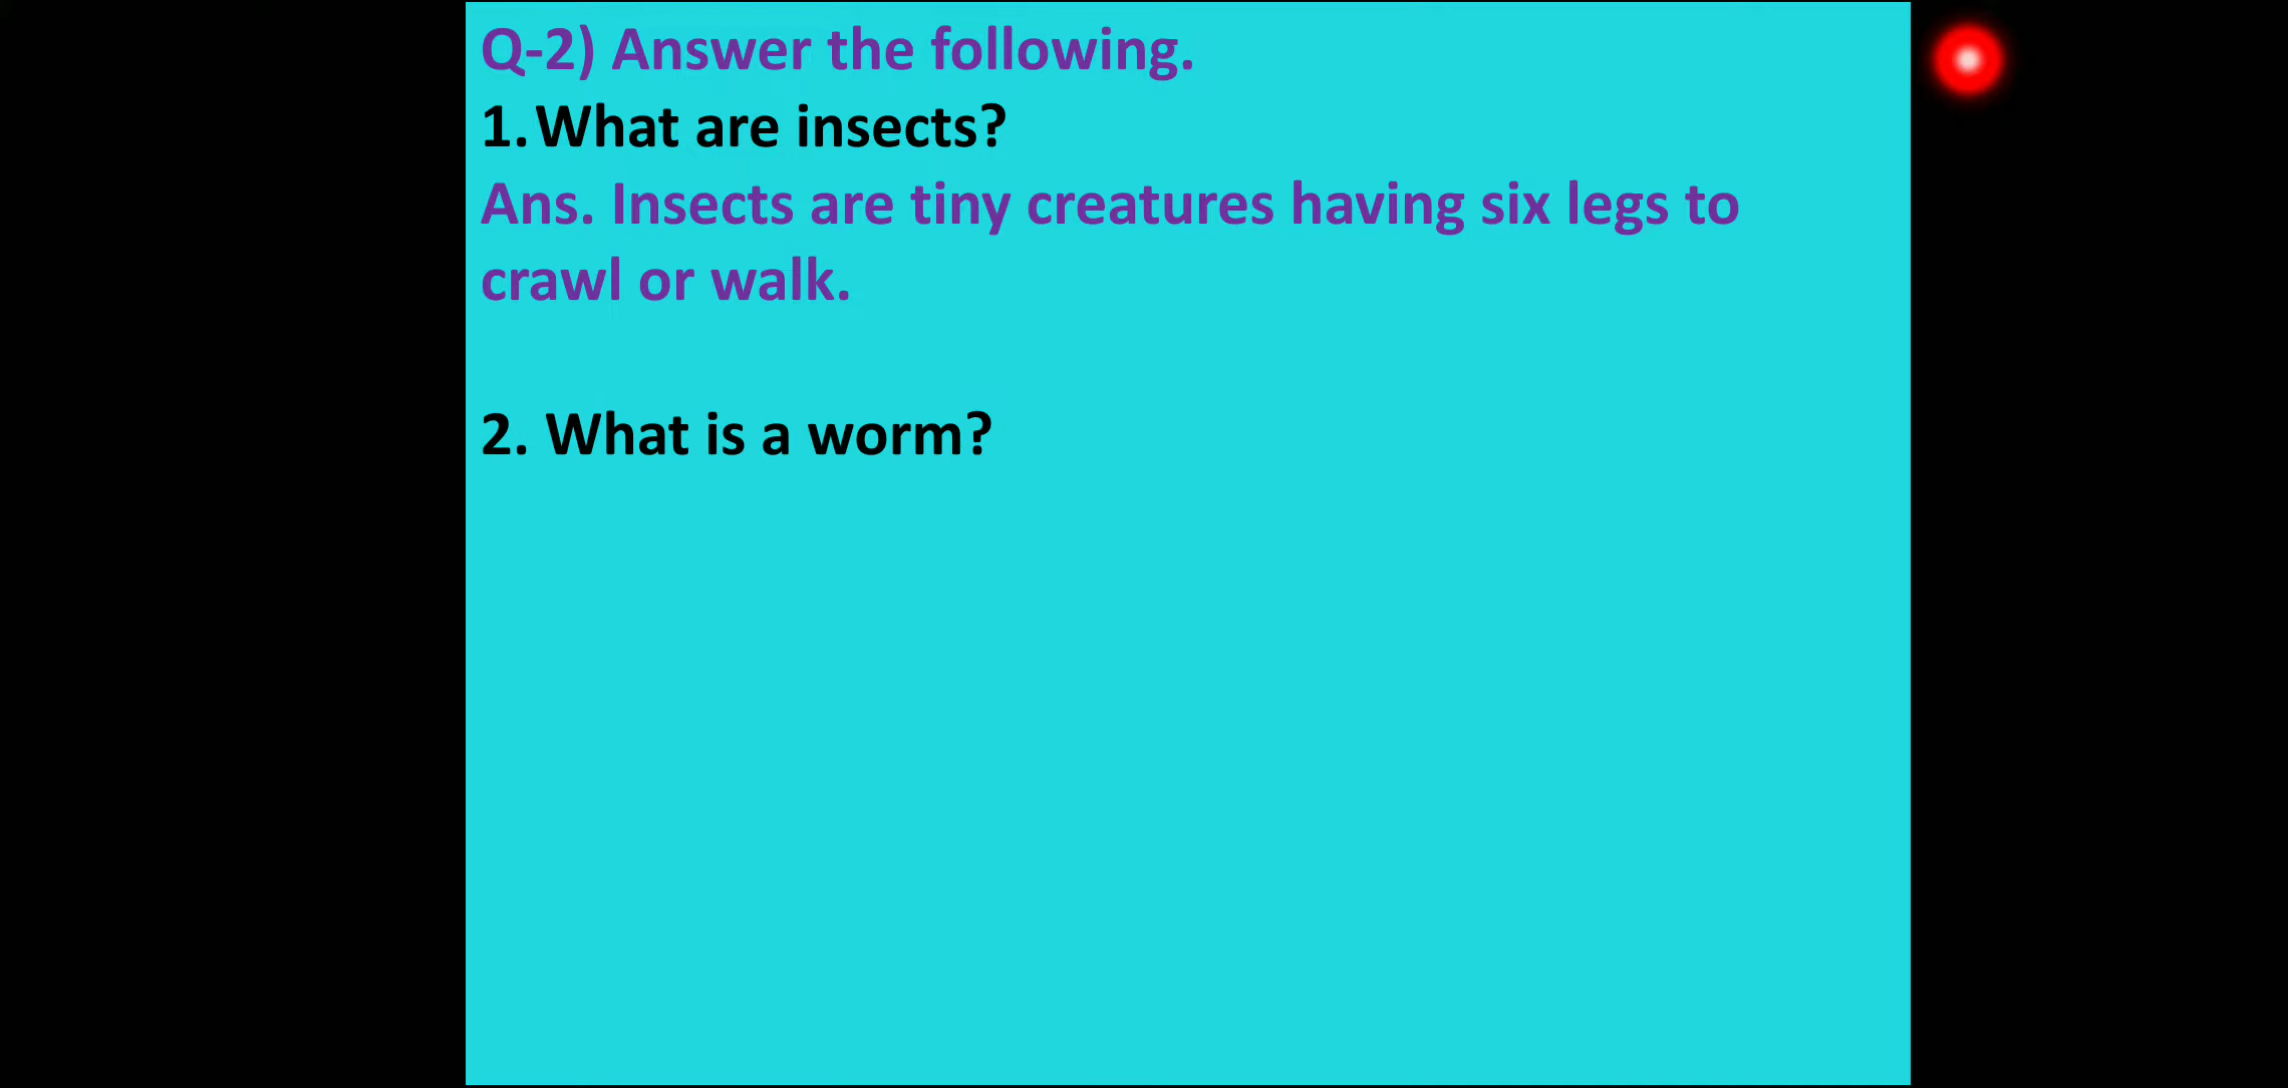 Q-2) Answer the following.
1. What are insects?
Ans. Insects are tiny creatures having six legs to
crawl or walk.
2. What is a worm?